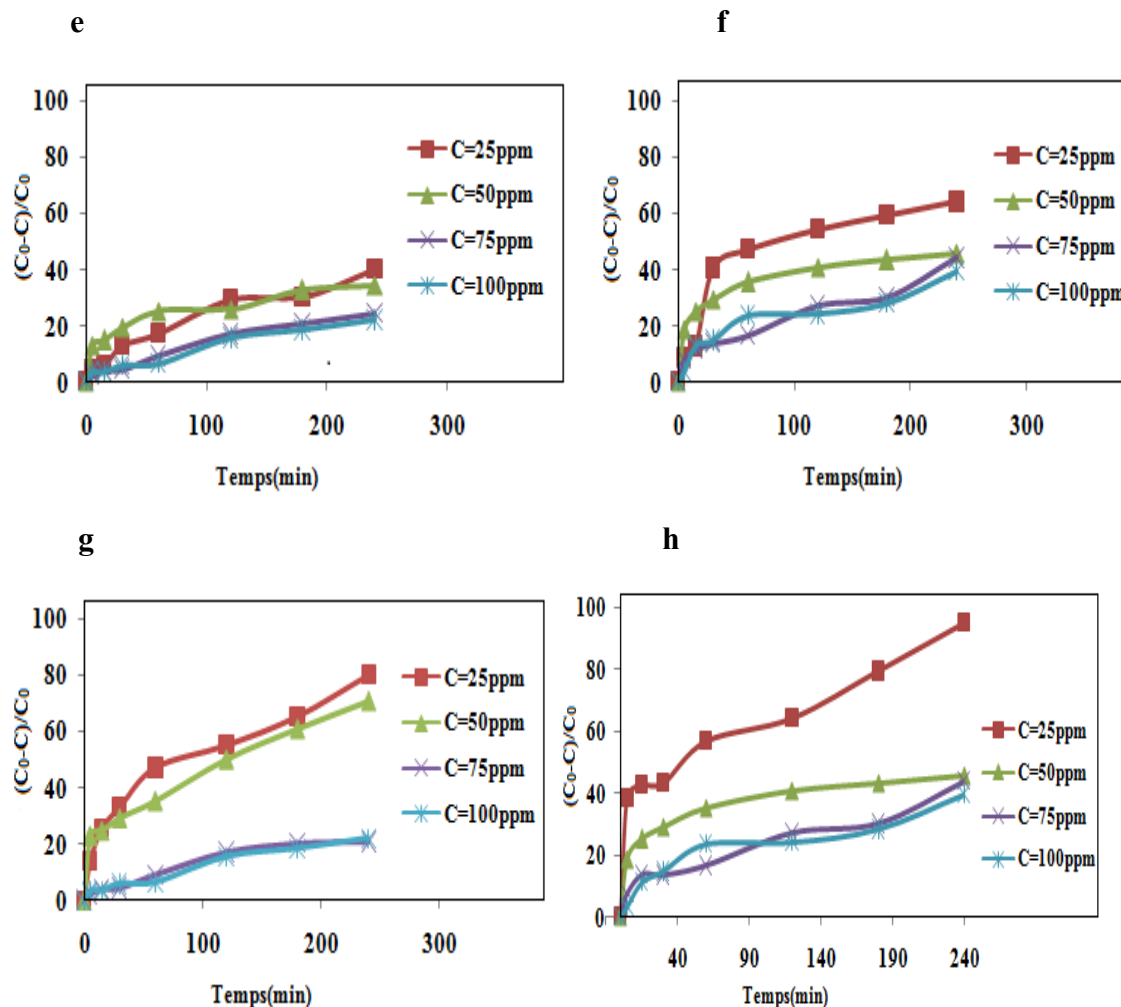 e
100
80
60
40
20
0
(C₀-C)/C₀
C=25ppm
C=50ppm
C=75ppm
C=100ppm
0 100 200 300
Temps(min)
f
100
80
60
40
20
0
(C₀-C)/C₀
C=25ppm
C=50ppm
C=75ppm
C=100ppm
0 100 200 300
Temps(min)
g
100
80
60
40
20
0
(C₀-C)/C₀
C=25ppm
C=50ppm
C=75ppm
C=100ppm
0 100 200 300
Temps(min)
h
100
80
60
40
20
0
(C₀-C)/C₀
C=25ppm
C=50ppm
C=75ppm
C=100ppm
40 90 140 190 240
Temps(min)